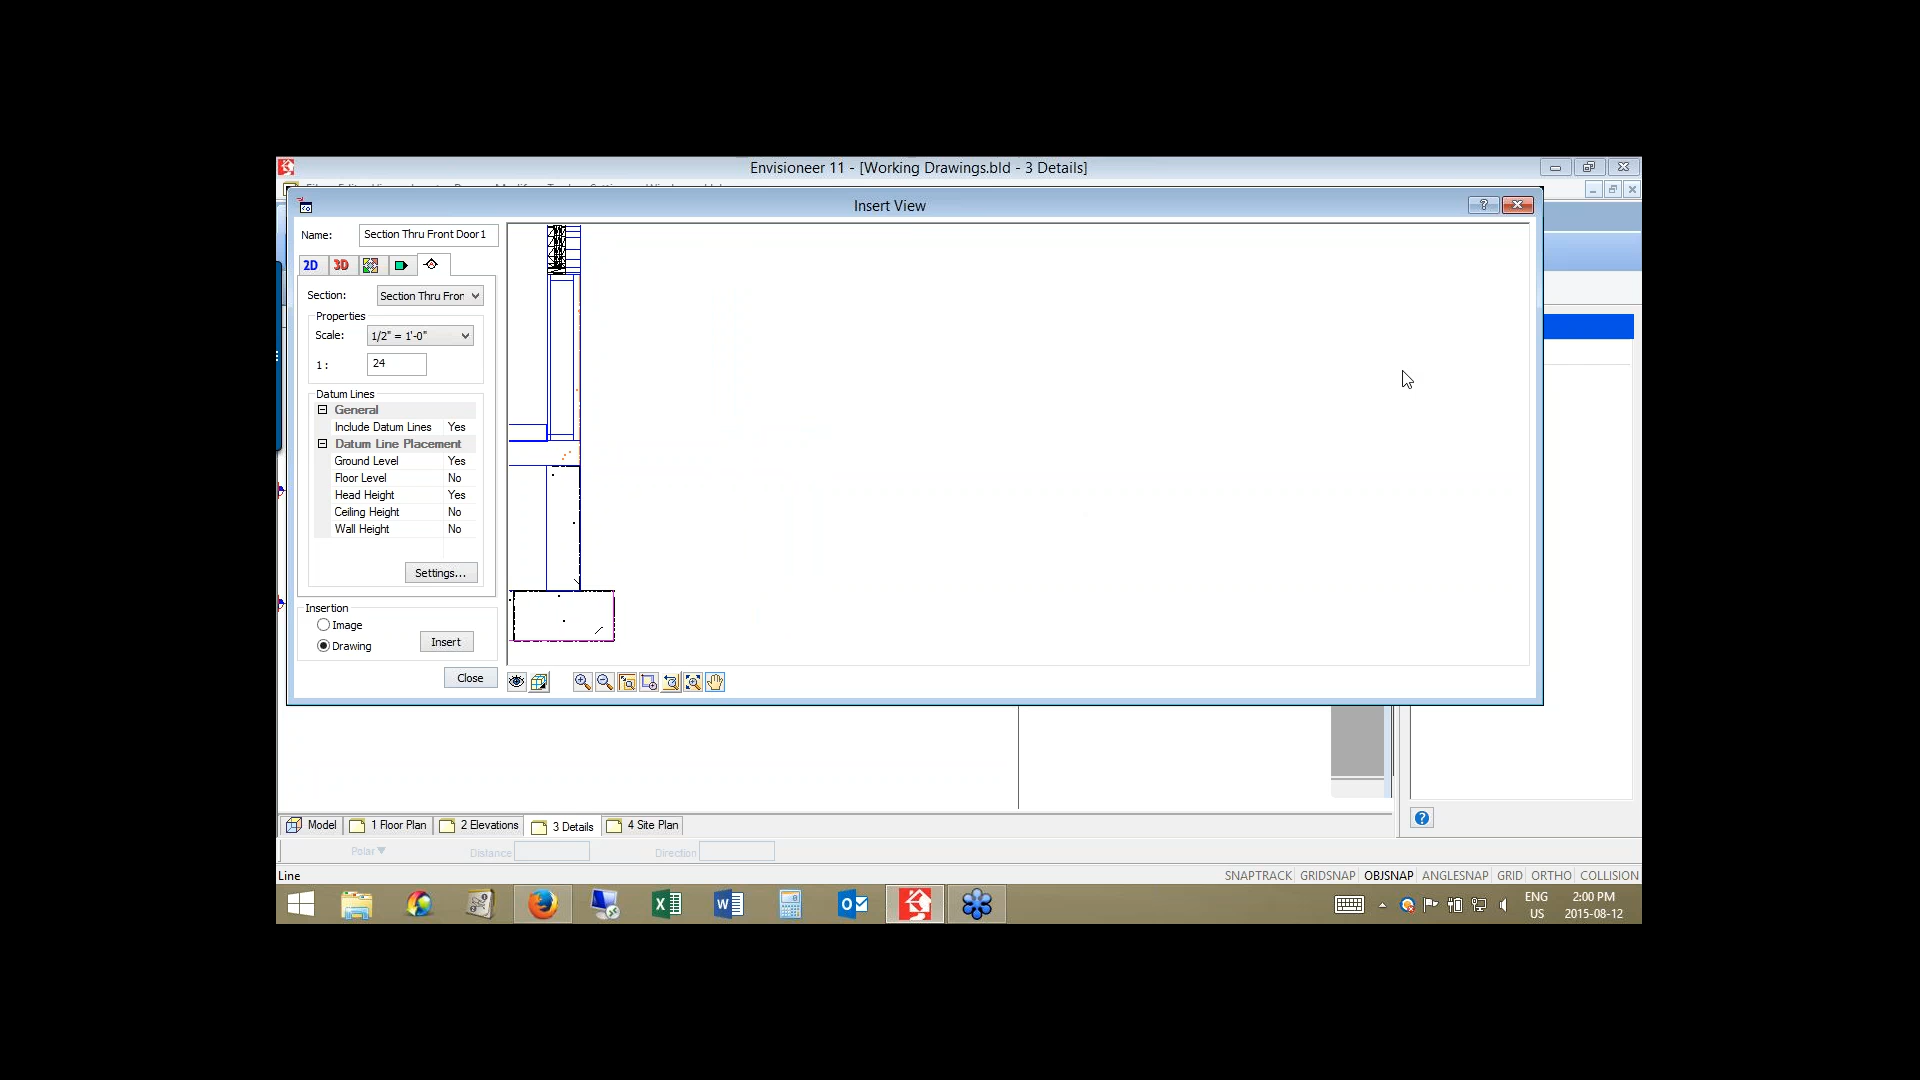 Envisioneer 11 - [Working Drawings.bld - 3 Details]
Insert View
Name: Section Thru Front Door1
2D 3D
Section: Section Thru Fror
Properties
Scale: 1/2" = 1'-0"
1 : 24
Datum Lines
General
Include Datum Lines Yes
Datum Line Placement
Ground Level Yes
Floor Level No
Head Height Yes
Ceiling Height No
Wall Height No
Settings...
Insertion
Image
Drawing
Insert
Close
Model 1 Floor Plan 2 Elevations 3 Details 4 Site Plan
Polar Distance Direction
Line SNAPTRACK GRIDSNAP OBJSNAP ANGLESNAP GRID ORTHO COLLISION
ENG 2:00 PM
US 2015-08-12